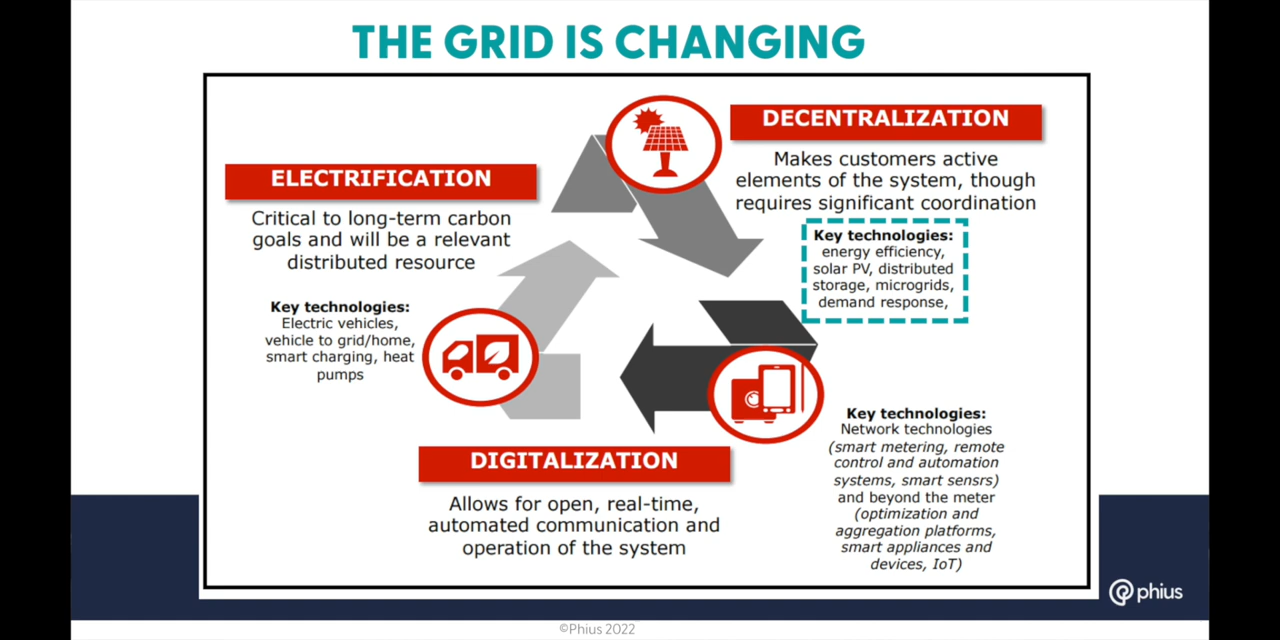 THE GRID IS CHANGING
ELECTRIFICATION
Critical to long-term carbon
goals and will be a relevant
distributed resource
Key technologies:
Electric vehicles,
vehicle to grid/home,
smart charging, heat
pumps
DECENTRALIZATION
Makes customers active
elements of the system, though
requires significant coordination
Key technologies:
energy efficiency,
solar PV, distributed
storage, microgrids,
demand response,
DIGITALIZATION
Allows for open, real-time,
automated communication and
operation of the system
Key technologies:
Network technologies
(smart metering, remote
control and automation
systems, smart sensrs)
and beyond the meter
(optimization and
aggregation platforms,
smart appliances and
devices, IoT)
phius
©Phius 2022